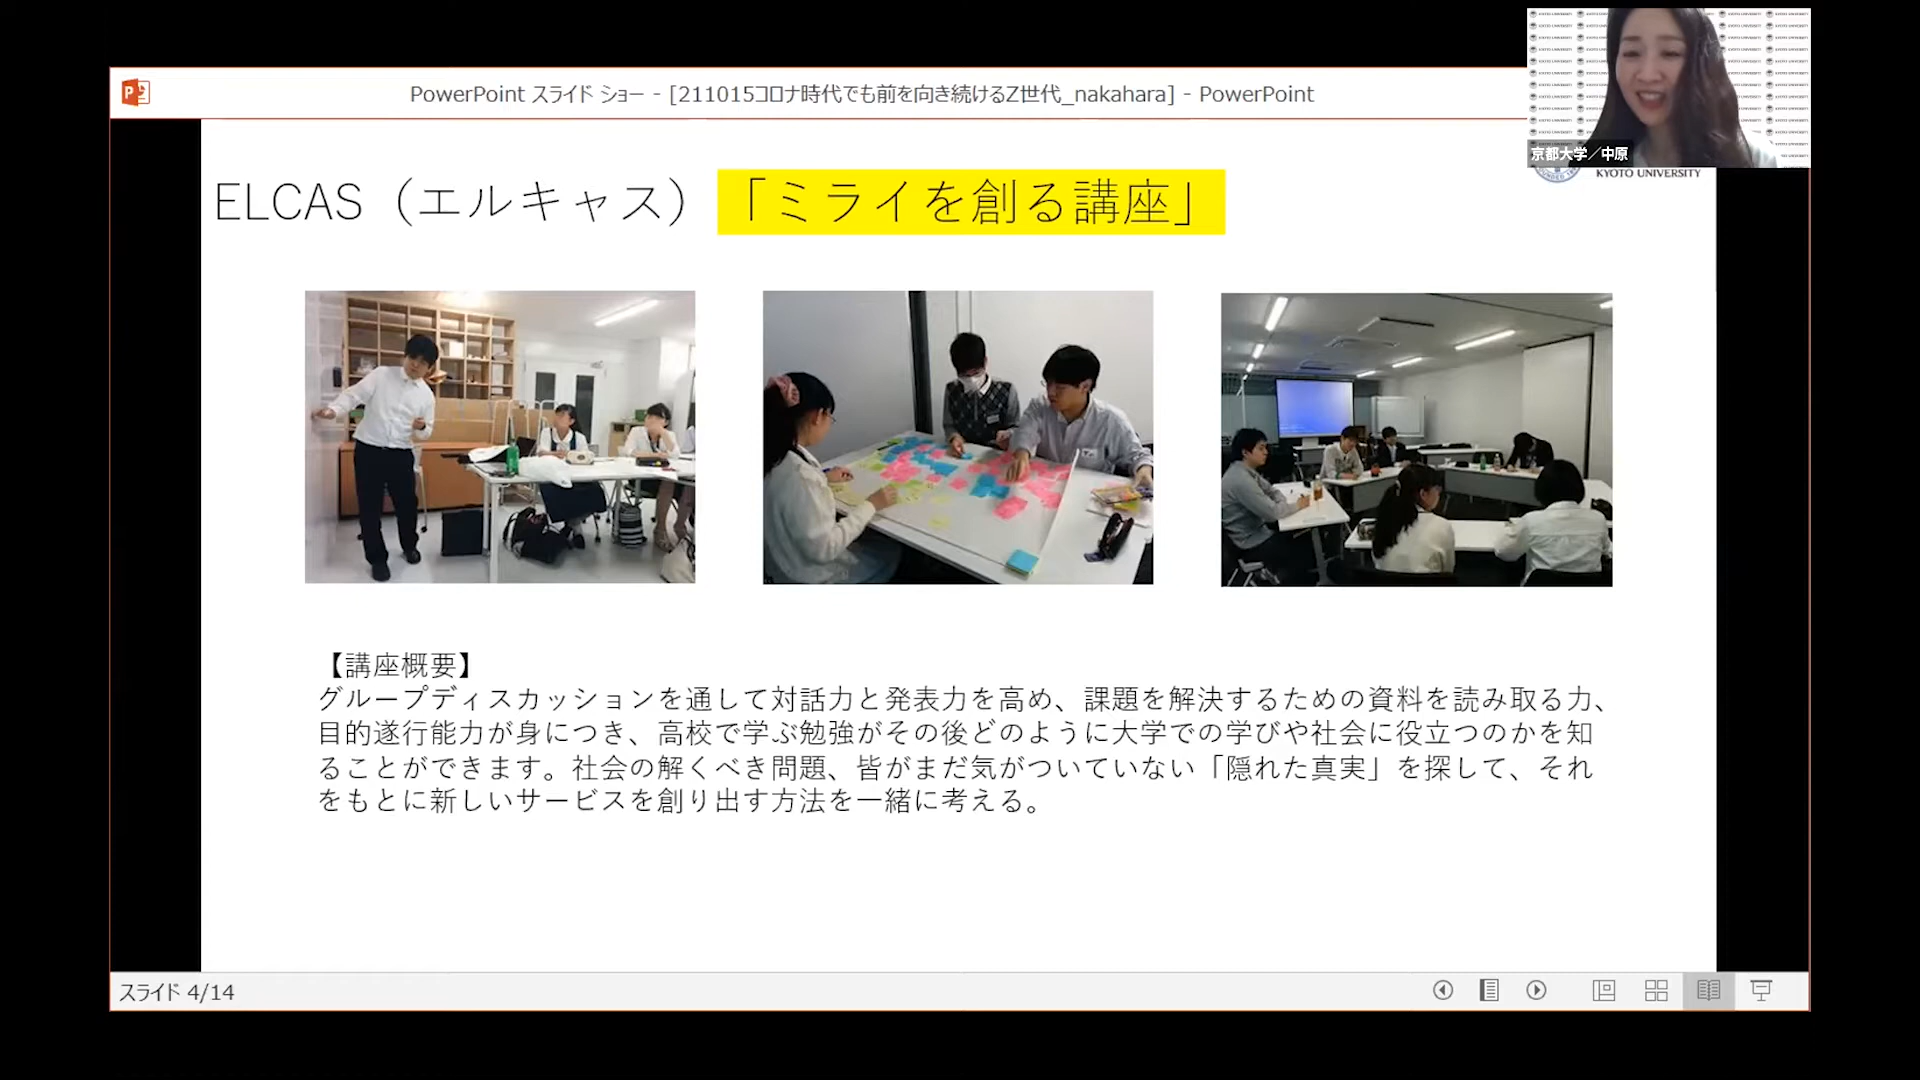 PowerPoint スライド ショー - [211015コロナ時代でも前を向き続けるZ世代_nakahara] - PowerPoint
京都大学／中原
KYOTO UNIVERSITY
ELCAS（エルキャス）「ミライを創る講座」
【講座概要】
グループディスカッションを通して対話力と発表力を高め、課題を解決するための資料を読み取る力、
目的遂行能力が身につき、高校で学ぶ勉強がその後どのように大学での学びや社会に役立つのかを知
ることができます。社会の解くべき問題、皆がまだ気がついていない「隠れた真実」を探して、それ
をもとに新しいサービスを創り出す方法を一緒に考える。
スライド 4/14